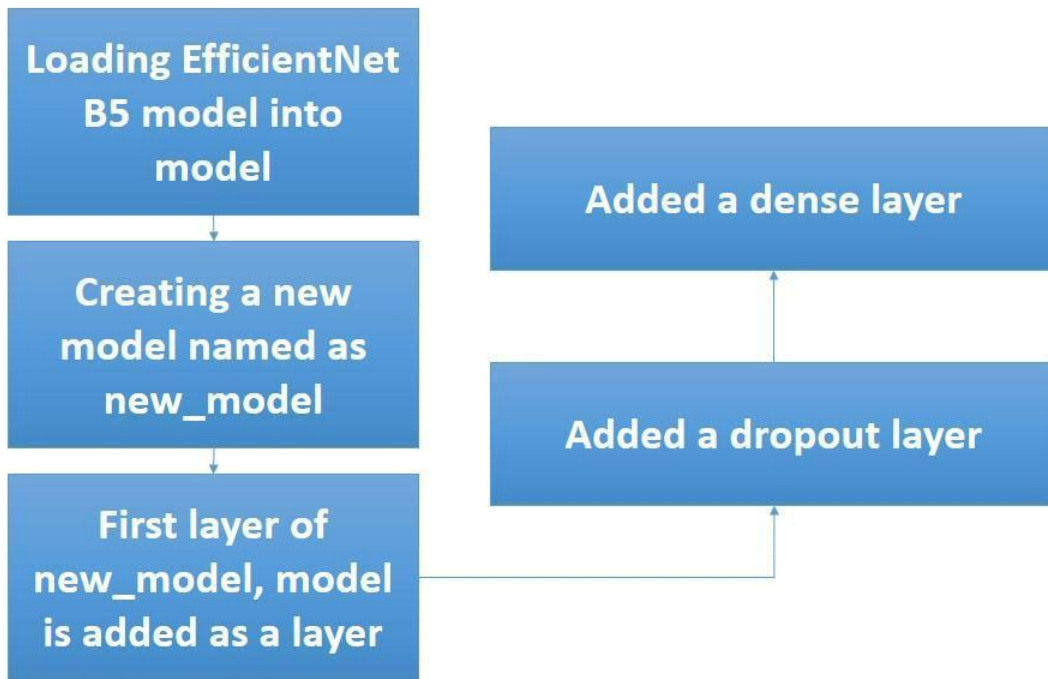 Loading EfficientNet
B5 model into
model
Creating a new
model named as
new_model
First layer of
new_model, model
is added as a layer
Added a dropout layer
Added a dense layer